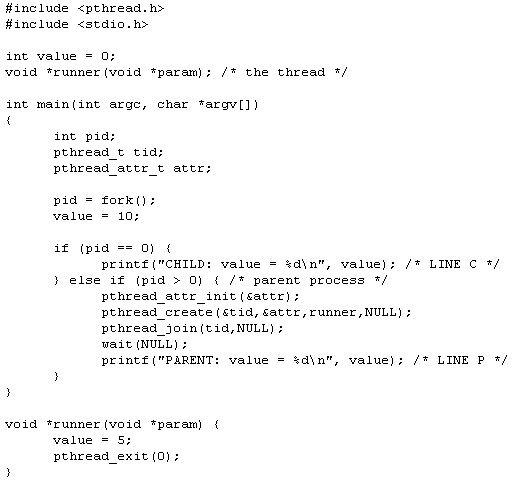 #include <pthread.h>
#include <stdio.h>

int value = 0;
void *runner(void *param); /* the thread */

int main(int argc, char *argv[])
{
      int pid;
      pthread_t tid;
      pthread_attr_t attr;

      pid = fork();
      value = 10;

      if (pid == 0) {
            printf("CHILD: value = %d\n", value); /* LINE C */
      } else if (pid > 0) { /* parent process */
            pthread_attr_init(&attr);
            pthread_create(&tid,&attr,runner,NULL);
            pthread_join(tid,NULL);
            wait(NULL);
            printf("PARENT: value = %d\n", value); /* LINE P */
      }
}

void *runner(void *param) {
      value = 5;
      pthread_exit(0);
}